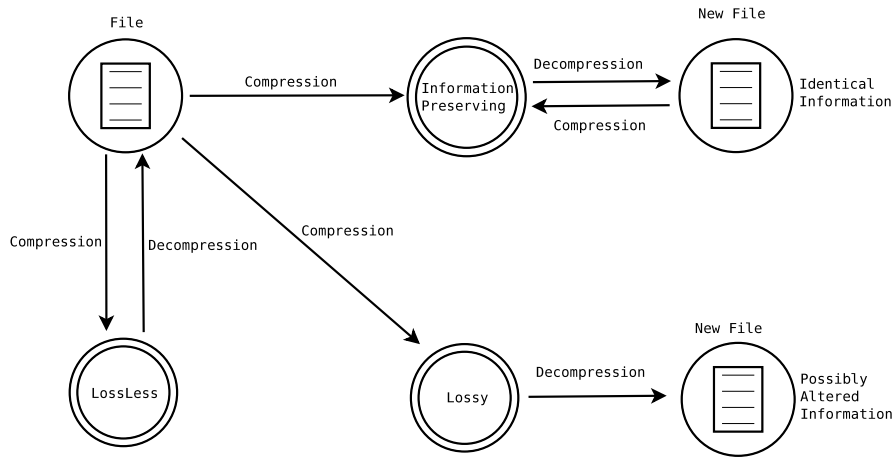 File
New File
Compression
Information
Preserving
Decompression
Compression
Identical
Information
Compression
Decompression
Compression
New File
LossLess
Lossy
Decompression
Possibly
Altered
Information